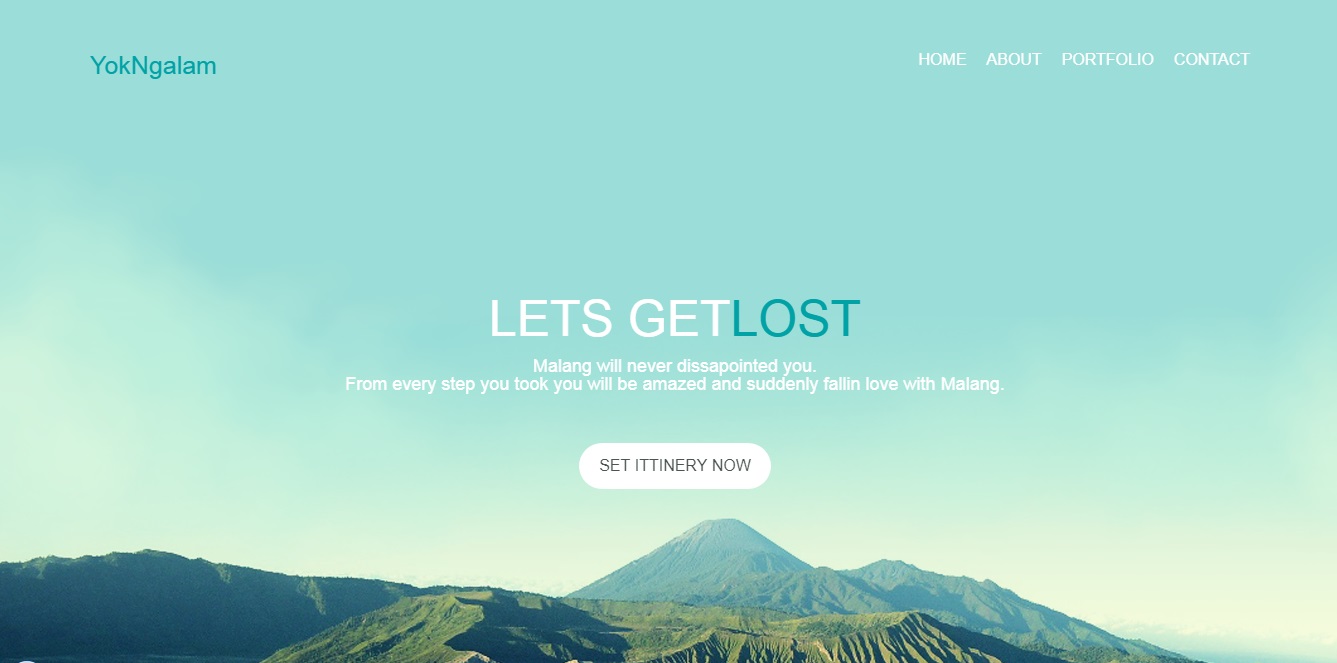 YokNgalam
HOME ABOUT PORTFOLIO CONTACT
LETS GETLOST
Malang will never dissapointed you.
From every step you took you will be amazed and suddenly fallin love with Malang.
SET ITTINERY NOW